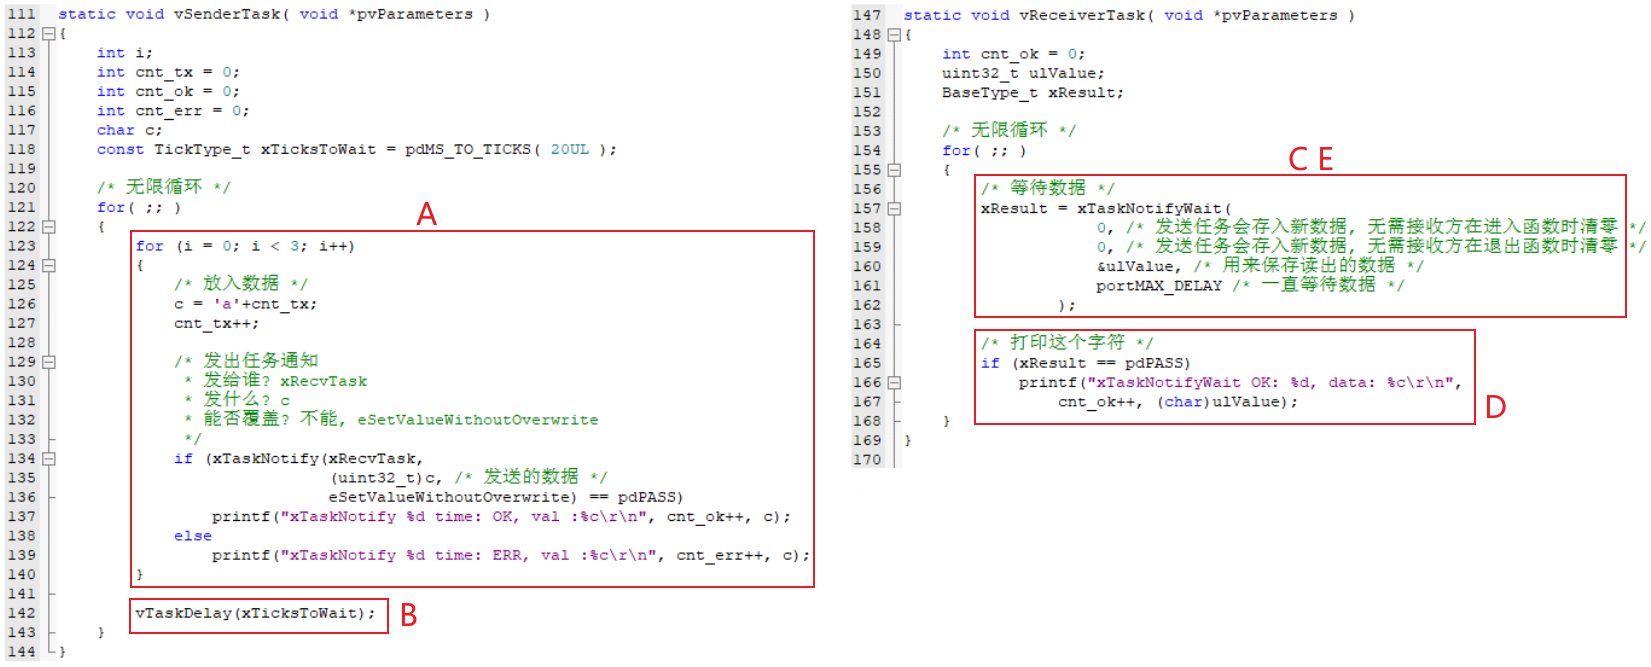 111 static void vSenderTask( void *pvParameters )
112 {
113 int i;
114 int cnt_tx = 0;
115 int cnt_ok = 0;
116 int cnt_err = 0;
117 char c;
118 const TickType_t xTicksToWait = pdMS_TO_TICKS( 20UL );
119
120 /* 无限循环 */
121 for( ;; )
122 {
A
123 for (i = 0; i < 3; i++)
124 {
125 /* 放入数据 */
126 c = 'a'+cnt_tx;
127 cnt_tx++;
128
129 /* 发出任务通知
130 * 发给谁? xRecvTask
131 * 发什么? c
132 * 能否覆盖? 不能, eSetValueWithoutOverwrite
133 */
134 if (xTaskNotify(xRecvTask,
135 (uint32_t)c, /* 发送的数据 */
136 eSetValueWithoutOverwrite) == pdPASS)
137 printf("xTaskNotify %d time: OK, val :%c\r\n", cnt_ok++, c);
138 else
139 printf("xTaskNotify %d time: ERR, val :%c\r\n", cnt_err++, c);
140 }
141
142 vTaskDelay(xTicksToWait);
B
143 }
144 }
147 static void vReceiverTask( void *pvParameters )
148 {
149 int cnt_ok = 0;
150 uint32_t ulValue;
151 BaseType_t xResult;
152
153 /* 无限循环 */
154 for( ;; )
C E
155 {
156 /* 等待数据 */
157 xResult = xTaskNotifyWait(
158 0, /* 发送任务会存入新数据, 无需接收方在进入函数时清零 */
159 0, /* 发送任务会存入新数据, 无需接收方在退出函数时清零 */
160 &ulValue, /* 用来保存读出的数据 */
161 portMAX_DELAY /* 一直等待数据 */
162 );
163
164 /* 打印这个字符 */
165 if (xResult == pdPASS)
166 printf("xTaskNotifyWait OK: %d, data: %c\r\n",
167 cnt_ok++, (char)ulValue);
D
168 }
169 }
170